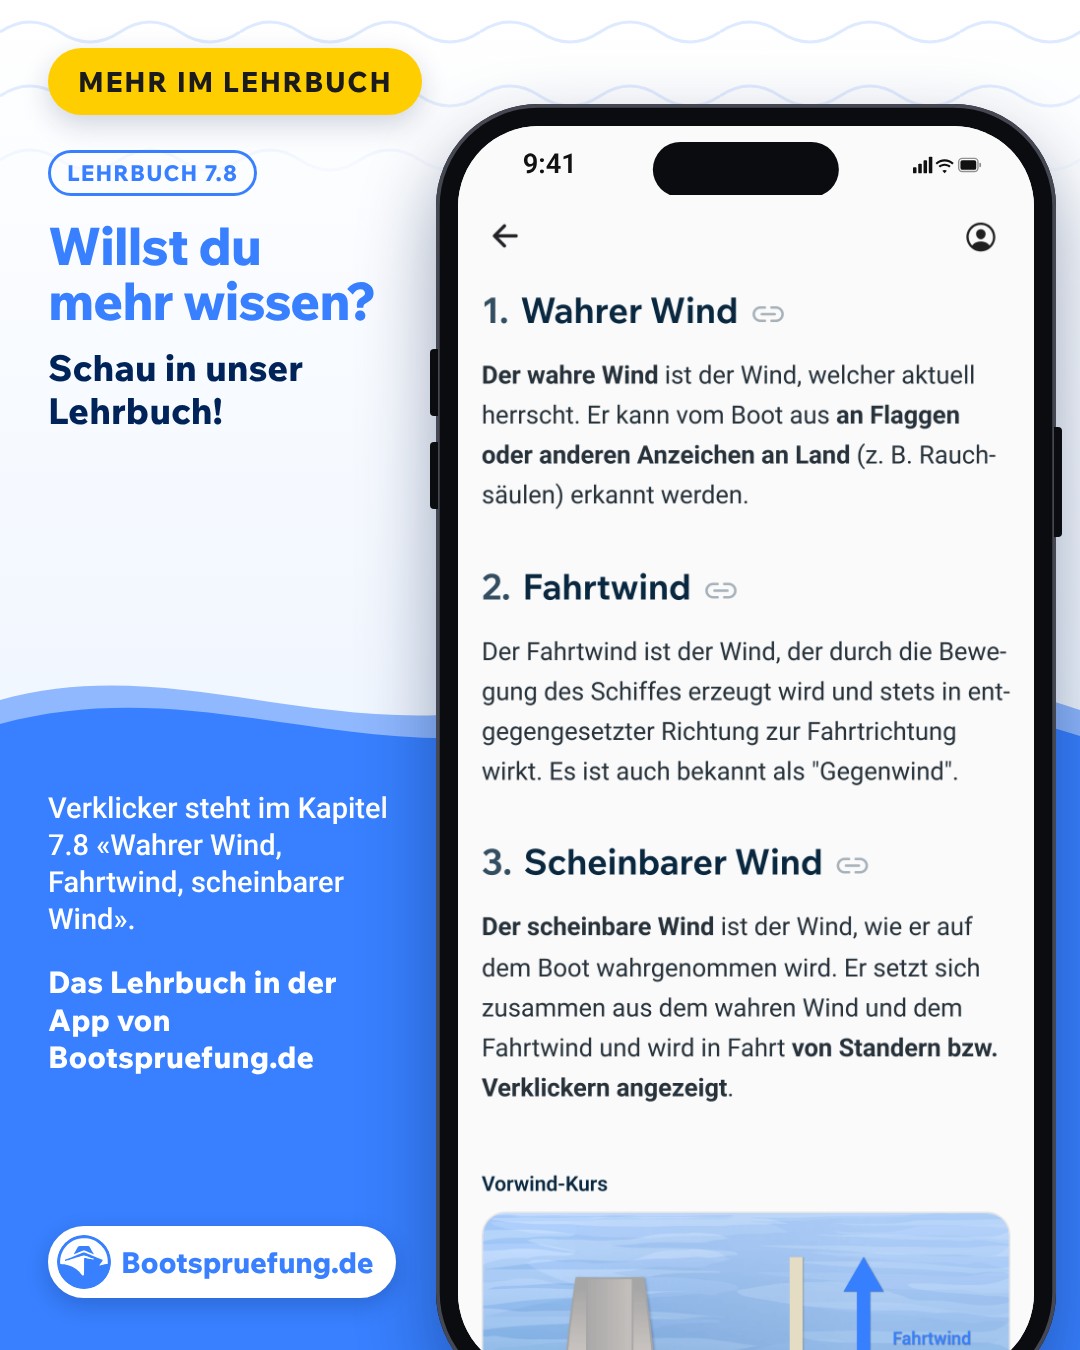 MEHR IM LEHRBUCH
LEHRBUCH 7.8
Willst du
mehr wissen?
Schau in unser
Lehrbuch!
Verklicker steht im Kapitel
7.8 «Wahrer Wind,
Fahrtwind, scheinbarer
Wind».
Das Lehrbuch in der
App von
Bootspruefung.de
Bootspruefung.de
9:41
1. Wahrer Wind
Der wahre Wind ist der Wind, welcher aktuell
herrscht. Er kann vom Boot aus an Flaggen
oder anderen Anzeichen an Land (z. B. Rauch-
säulen) erkannt werden.
2. Fahrtwind
Der Fahrtwind ist der Wind, der durch die Bewe-
gung des Schiffes erzeugt wird und stets in ent-
gegengesetzter Richtung zur Fahrtrichtung
wirkt. Es ist auch bekannt als "Gegenwind".
3. Scheinbarer Wind
Der scheinbare Wind ist der Wind, wie er auf
dem Boot wahrgenommen wird. Er setzt sich
zusammen aus dem wahren Wind und dem
Fahrtwind und wird in Fahrt von Standern bzw.
Verklickern angezeigt.
Vorwind-Kurs
Fahrtwind